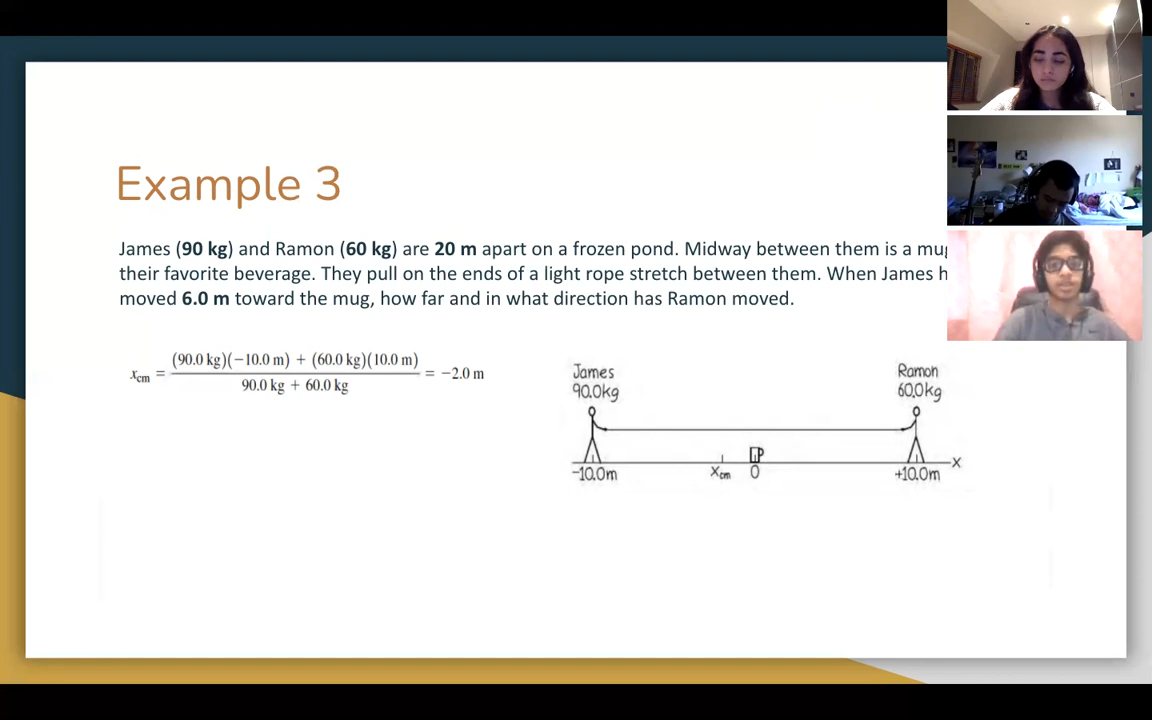 Example 3
James (90 kg) and Ramon (60 kg) are 20 m apart on a frozen pond. Midway between them is a
their favorite beverage. They pull on the ends of a light rope stretch between them. When James
moved 6.0 m toward the mug, how far and in what direction has Ramon moved.
xcm = (90.0 kg)(−10.0 m) + (60.0 kg)(10.0 m) / 90.0 kg + 60.0 kg = −2.0 m
James
90.0kg
Ramon
60.0kg
-10.0m
Xcm
0
+10.0m
X